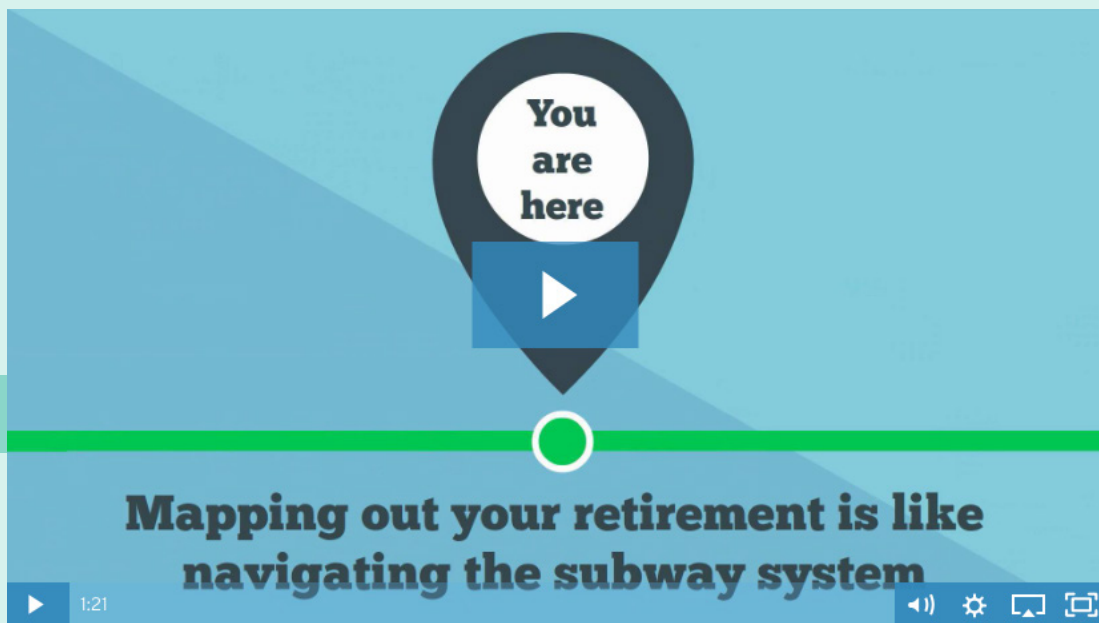 You
are
here
Mapping out your retirement is like
navigating the subway system
1:21